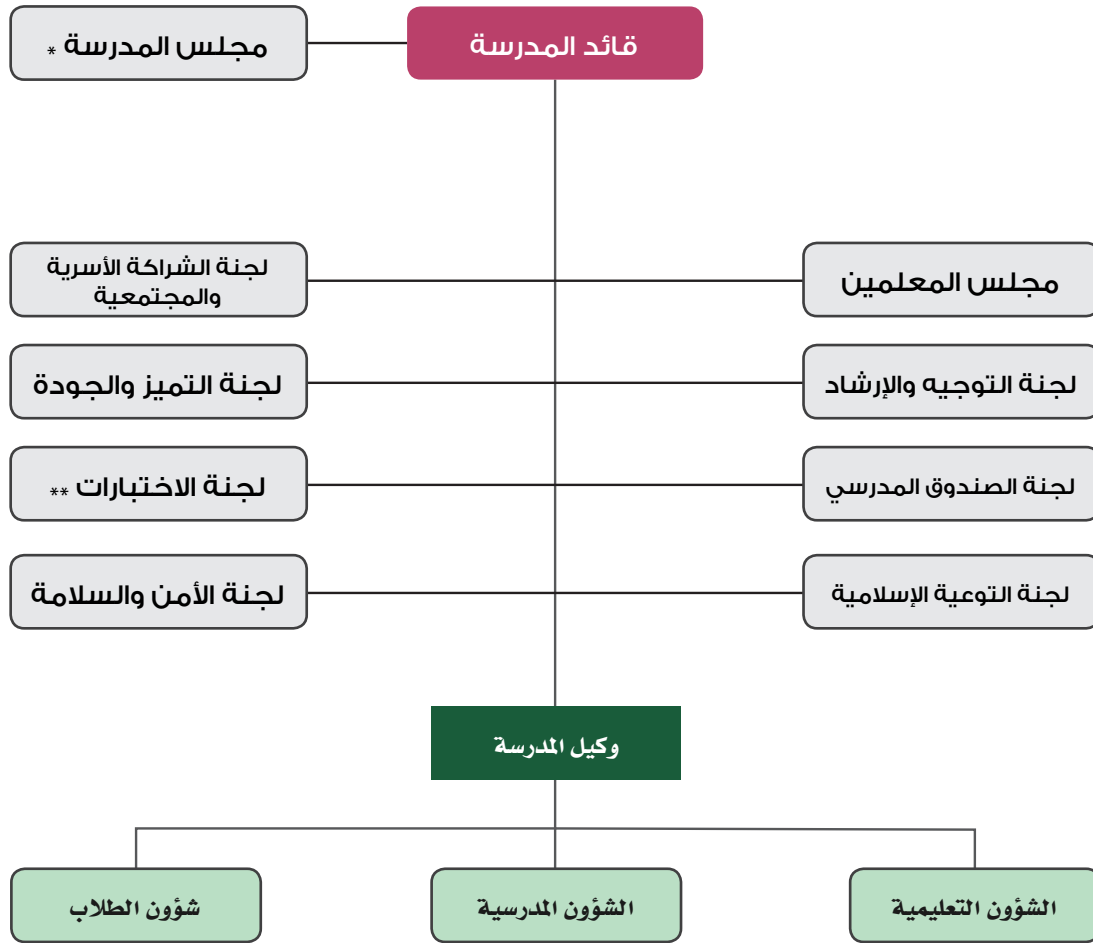 قائد المدرسة
مجلس المدرسة *
مجلس المعلمين
لجنة الشراكة الأسرية
والمجتمعية
لجنة التوجيه والإرشاد
لجنة التميز والجودة
لجنة الصندوق المدرسي
لجنة الاختبارات **
لجنة التوعية الإسلامية
لجنة الأمن والسلامة
وكيل المدرسة
الشؤون التعليمية
الشؤون المدرسية
شؤون الطلاب